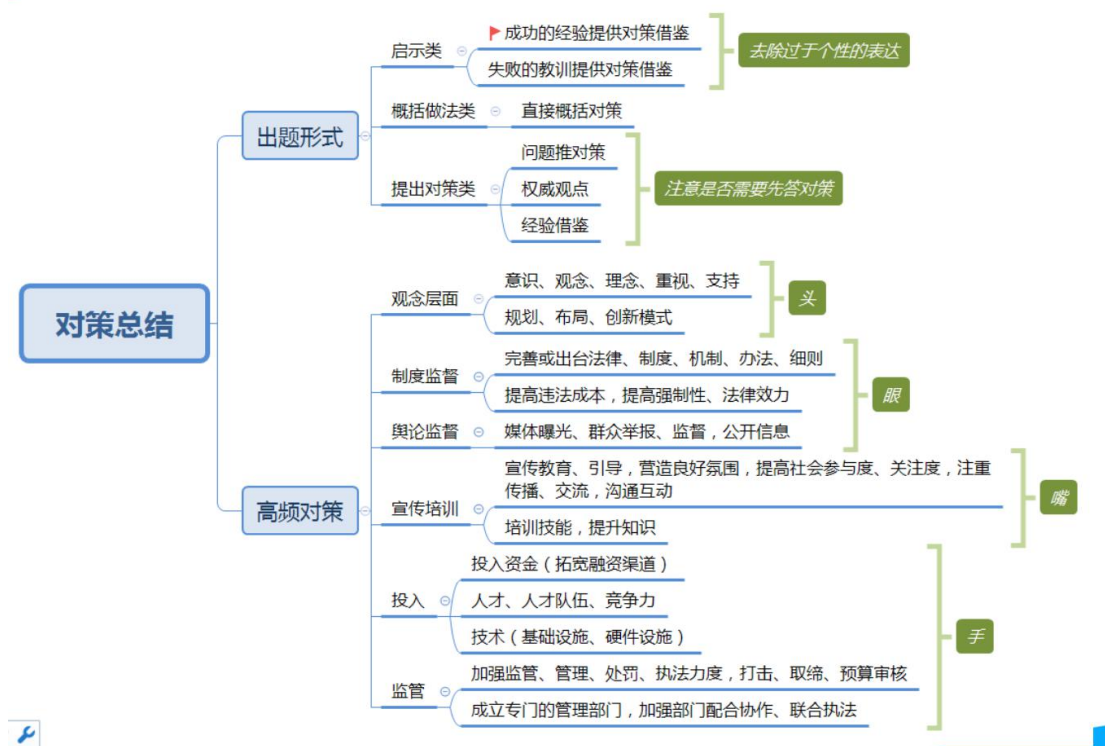 对策总结
出题形式
启示类
成功的经验提供对策借鉴
失败的教训提供对策借鉴
去除过于个性的表达
概括做法类
直接概括对策
提出对策类
问题推对策
权威观点
经验借鉴
注意是否需要先答对策
高频对策
观念层面
意识、观念、理念、重视、支持
规划、布局、创新模式
头
制度监督
完善或出台法律、制度、机制、办法、细则
提高违法成本，提高强制性、法律效力
舆论监督
媒体曝光、群众举报、监督，公开信息
眼
宣传培训
宣传教育、引导，营造良好氛围，提高社会参与度、关注度，注重
传播、交流，沟通互动
培训技能，提升知识
嘴
投入
投入资金（拓宽融资渠道）
人才、人才队伍、竞争力
技术（基础设施、硬件设施）
监管
加强监管、管理、处罚、执法力度，打击、取缔、预算审核
成立专门的管理部门，加强部门配合协作、联合执法
手